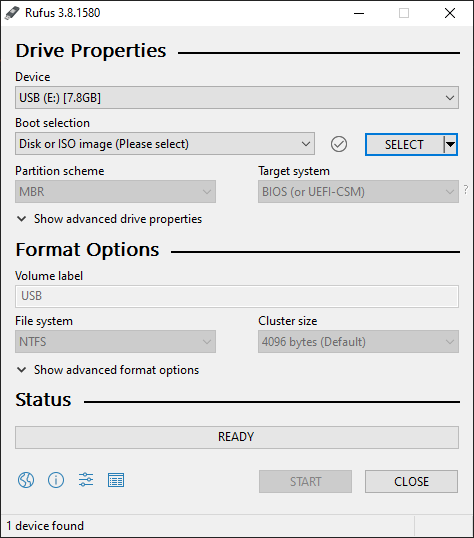 Rufus 3.8.1580
Drive Properties
Device
USB (E:) [7.8GB]
Boot selection
Disk or ISO image (Please select)
SELECT
Partition scheme
Target system
MBR
BIOS (or UEFI-CSM)
?
Show advanced drive properties
Format Options
Volume label
USB
File system
Cluster size
NTFS
4096 bytes (Default)
Show advanced format options
Status
READY
START
CLOSE
1 device found